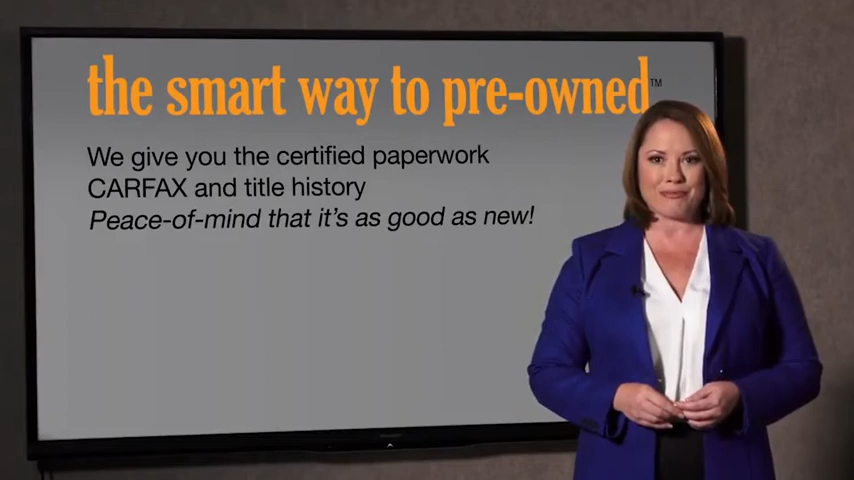 the smart way to pre-owned™
We give you the certified paperwork
CARFAX and title history
Peace-of-mind that it's as good as new!